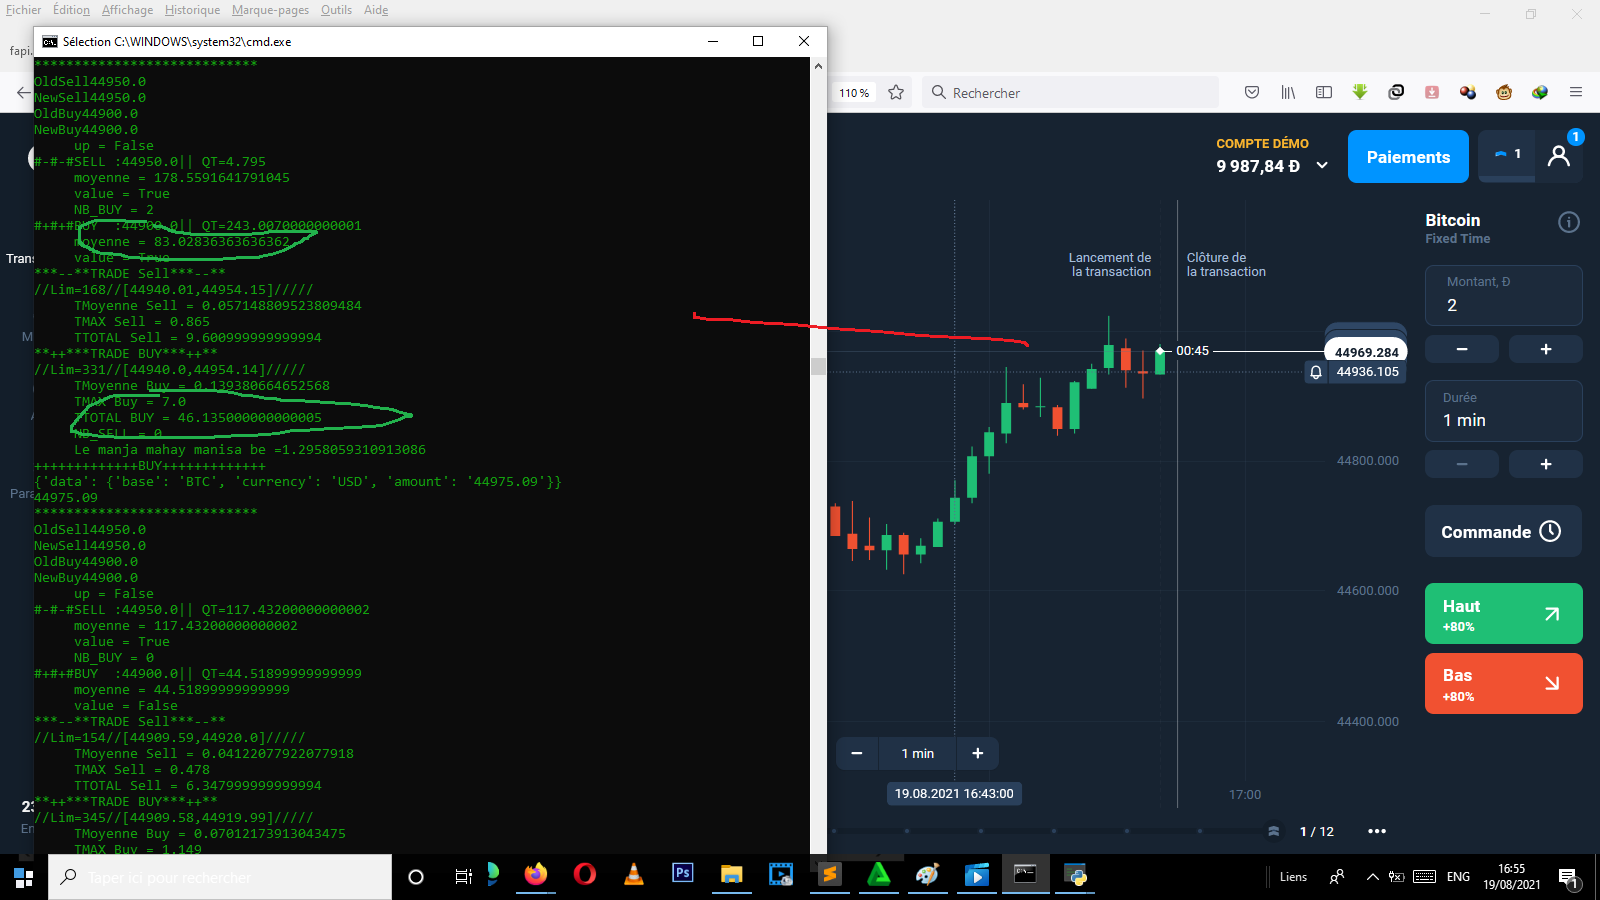 Fichier Édition Affichage Historique Marque-pages Outils Aide
Sélection C:\WINDOWS\system32\cmd.exe
fapi.
110 %
Rechercher
****************************
OldSell44950.0
NewSell44950.0
OldBuy44900.0
NewBuy44900.0
up = False
#-#-#SELL :44950.0|| QT=4.795
moyenne = 178.5591641791045
value = True
NB_BUY = 2
#+#+#BUY  :44900.0|| QT=243.0070000000001
moyenne = 83.02836363636362
value = True
***--**TRADE Sell***--**
//Lim=168//[44940.01,44954.15]/////
TMoyenne Sell = 0.057148809523809484
TMAX Sell = 0.865
TTOTAL Sell = 9.600999999999994
**++***TRADE BUY***++**
//Lim=331//[44940.0,44954.14]/////
TMoyenne Buy = 0.139380664652568
TMAX Buy = 7.0
TTOTAL BUY = 46.135000000000005
NB_SELL = 0
Le manja mahay manisa be =1.2958059310913086
+++++++++++++BUY+++++++++++++
{'data': {'base': 'BTC', 'currency': 'USD', 'amount': '44975.09'}}
44975.09
****************************
OldSell44950.0
NewSell44950.0
OldBuy44900.0
NewBuy44900.0
up = False
#-#-#SELL :44950.0|| QT=117.43200000000002
moyenne = 117.43200000000002
value = True
NB_BUY = 0
#+#+#BUY  :44900.0|| QT=44.51899999999999
moyenne = 44.51899999999999
value = False
***--**TRADE Sell***--**
//Lim=154//[44909.59,44920.0]/////
TMoyenne Sell = 0.04122077922077918
TMAX Sell = 0.478
TTOTAL Sell = 6.347999999999994
**++***TRADE BUY***++**
//Lim=345//[44909.58,44919.99]/////
TMoyenne Buy = 0.07012173913043475
TMAX Buy = 1.149
Trans
M
A
Para
23
En
COMPTE DÉMO
9 987,84 Đ
Paiements
1
1
Lancement de
la transaction
Clôture de
la transaction
00:45
44969.284
44936.105
44800.000
44600.000
44400.000
1 min
19.08.2021 16:43:00
17:00
1 / 12
Bitcoin
Fixed Time
Montant, Đ
2
Durée
1 min
Commande
Haut
+80%
Bas
+80%
Taper ici pour rechercher
Ps
Liens
ENG
16:55
19/08/2021
1